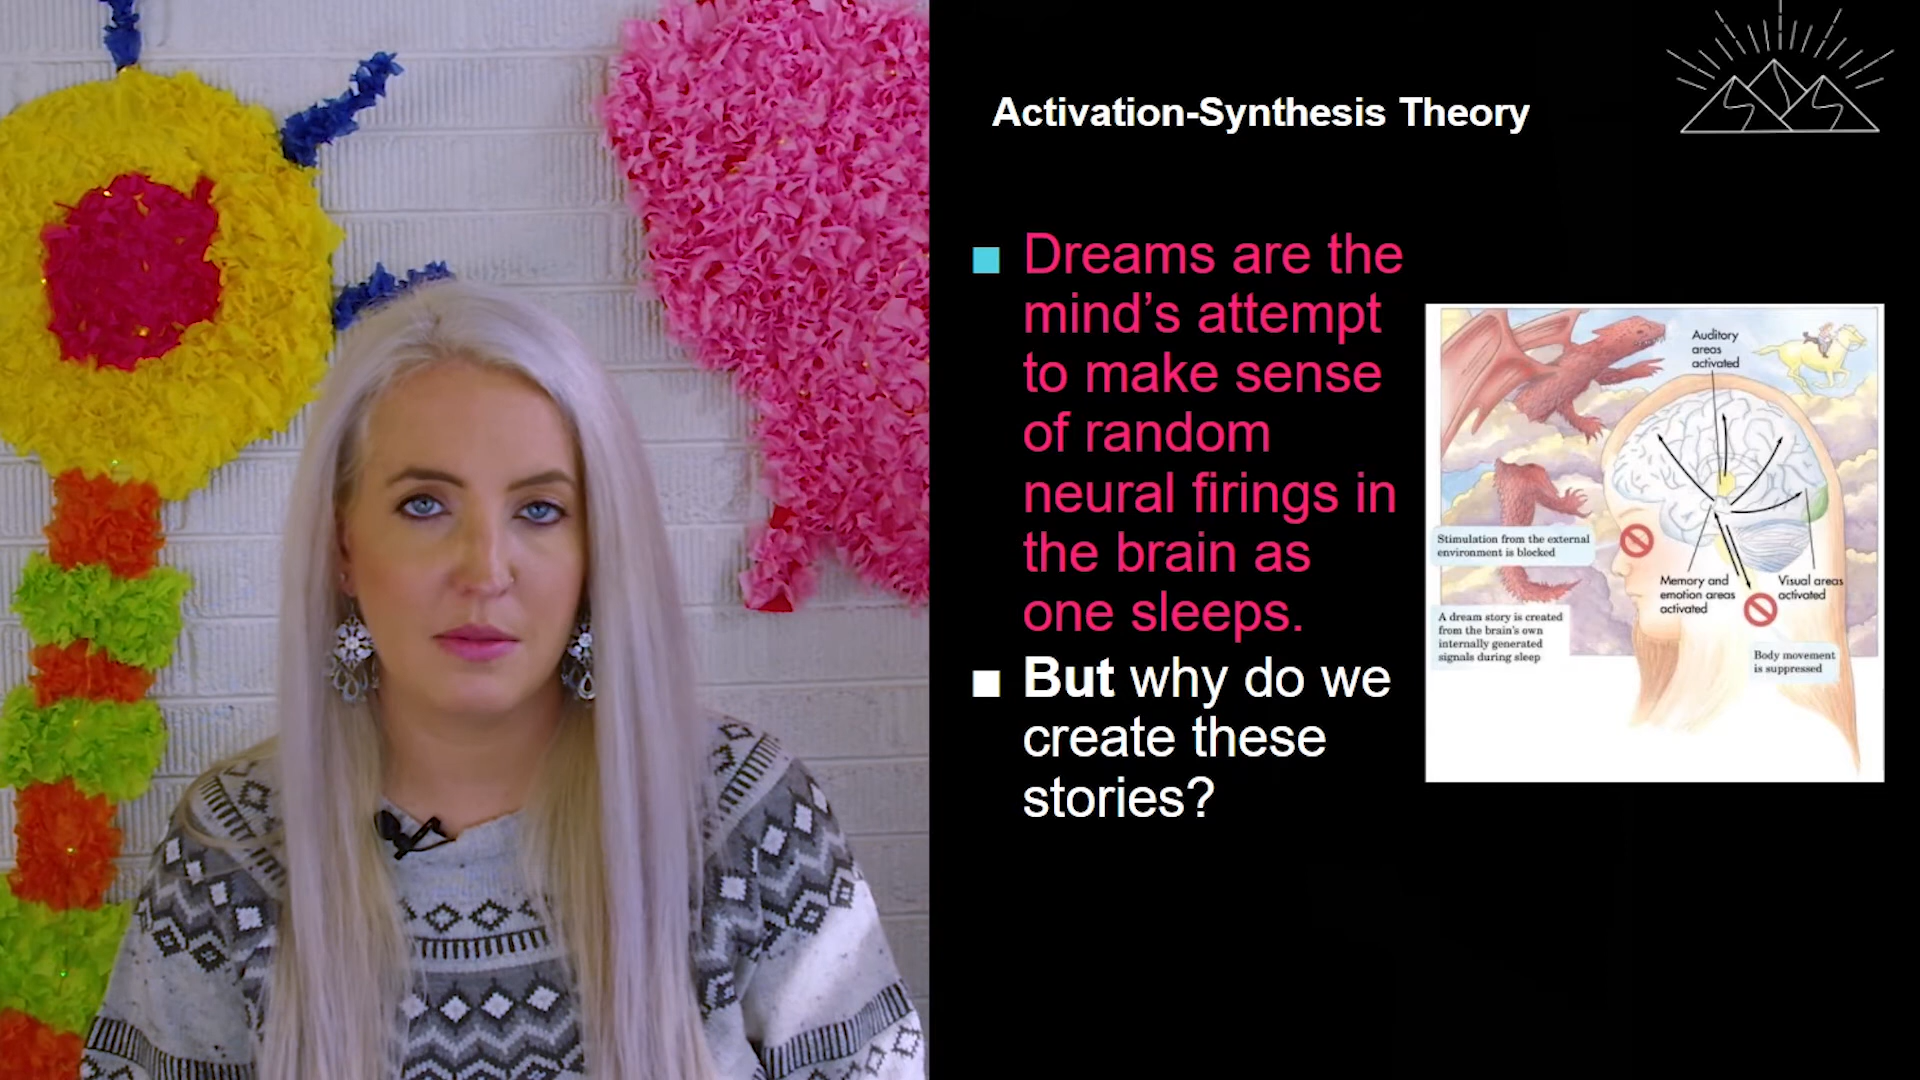 Activation-Synthesis Theory
Dreams are the
mind's attempt
to make sense
of random
neural firings in
the brain as
one sleeps.
But why do we
create these
stories?
Auditory
areas
activated
Stimulation from the external
environment is blocked
Memory and
emotion areas
activated
Visual areas
activated
A dream story is created
from the brain's own
internally generated
signals during sleep
Body movement
is suppressed